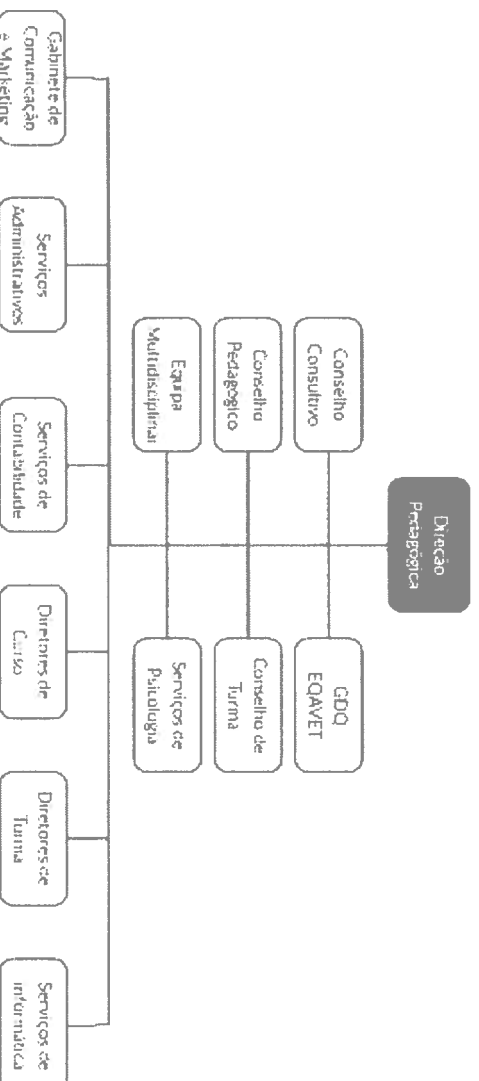 Direção
Pedagógica
Conselho
Consultivo
GDQ
EQAVET
Conselho
Pedagógico
Conselho de
Turma
Equipa
Multidisciplinar
Serviços de
Psicologia
Gabinete de
Comunicação
e Marketing
Serviços
Administrativos
Serviços de
Contabilidade
Diretores de
Curso
Diretores de
Turma
Serviços de
informática